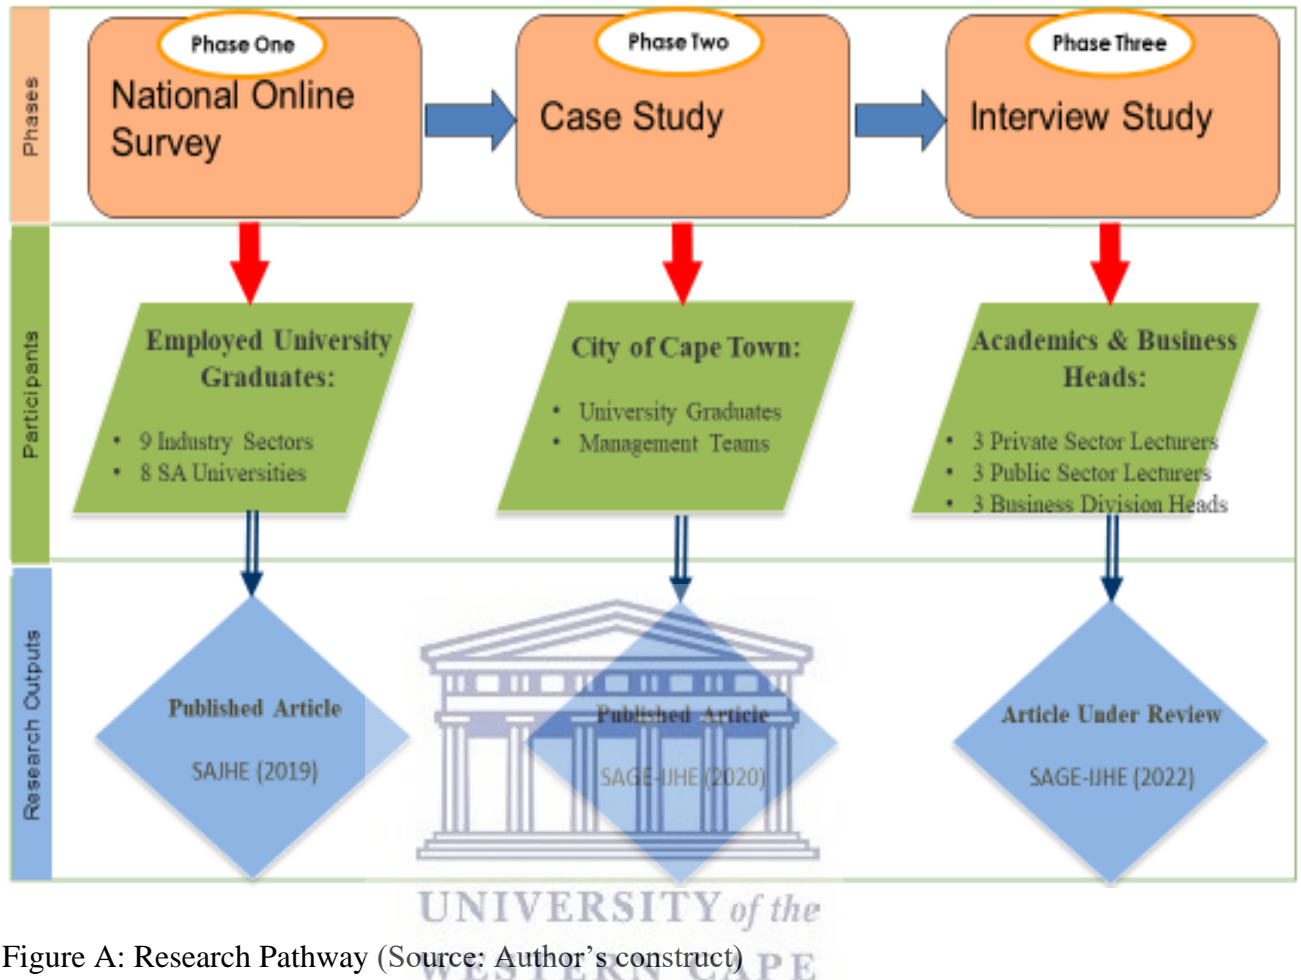 Phases
Phase One
National Online
Survey
Phase Two
Case Study
Phase Three
Interview Study
Participants
Employed University
Graduates:
• 9 Industry Sectors
• 8 SA Universities
City of Cape Town:
• University Graduates
• Management Teams
Academics & Business
Heads:
• 3 Private Sector Lecturers
• 3 Public Sector Lecturers
• 3 Business Division Heads
Research Outputs
Published Article
SAJHE (2019)
Published Article
SAGE-IJHE (2020)
Article Under Review
SAGE-IJHE (2022)
UNIVERSITY of the
WESTERN CAPE
Figure A: Research Pathway (Source: Author's construct)